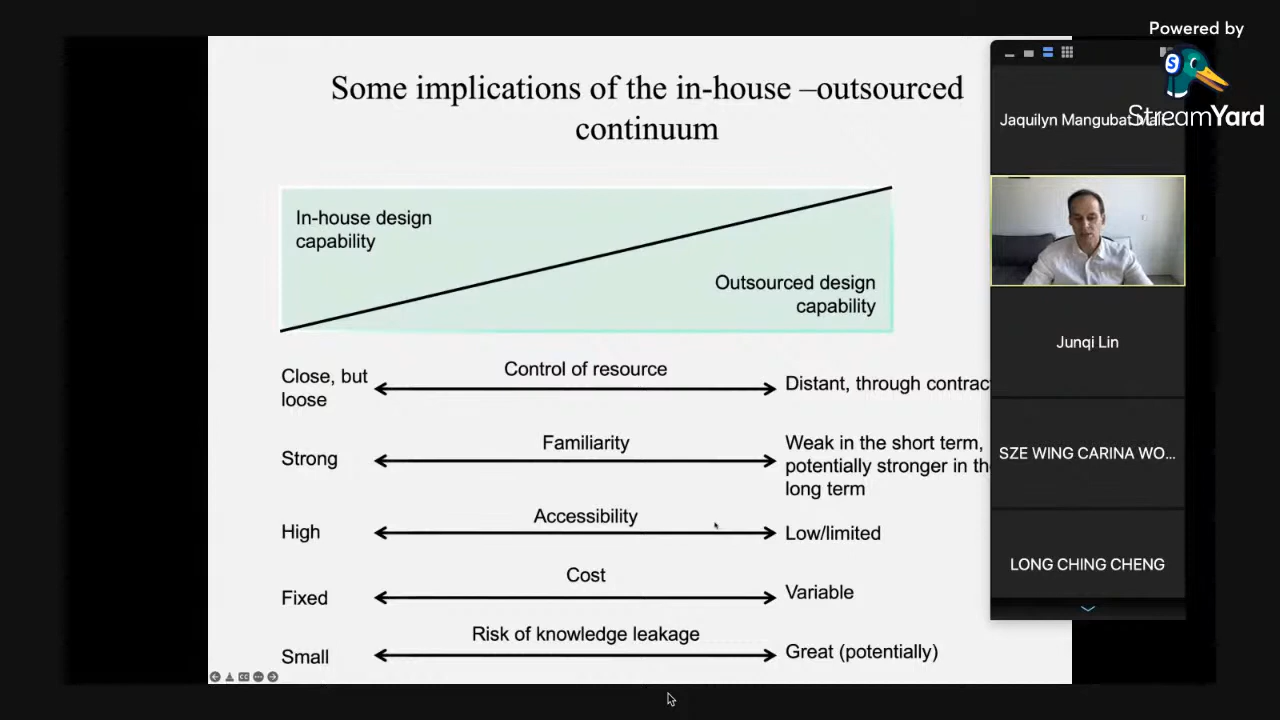 Powered by
StreamYard
Some implications of the in-house –outsourced
continuum
In-house design
capability
Outsourced design
capability
Control of resource
Close, but
loose
Distant, through contrac
Familiarity
Strong
Weak in the short term,
potentially stronger in th
long term
Accessibility
High
Low/limited
Cost
Fixed
Variable
Risk of knowledge leakage
Small
Great (potentially)
Jaquilyn Mangubat
Junqi Lin
SZE WING CARINA WO...
LONG CHING CHENG